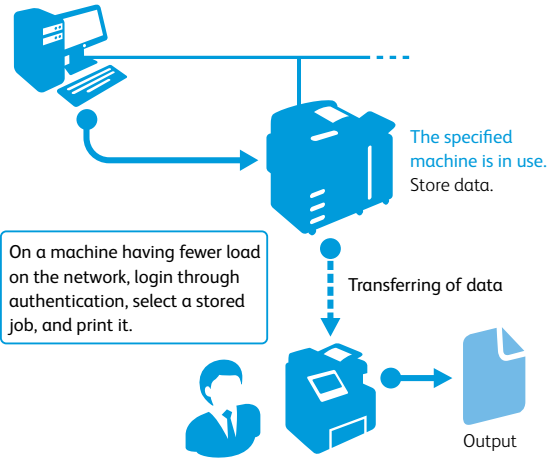 The specified
machine is in use.
Store data.
On a machine having fewer load
on the network, login through
authentication, select a stored
job, and print it.
Transferring of data
Output